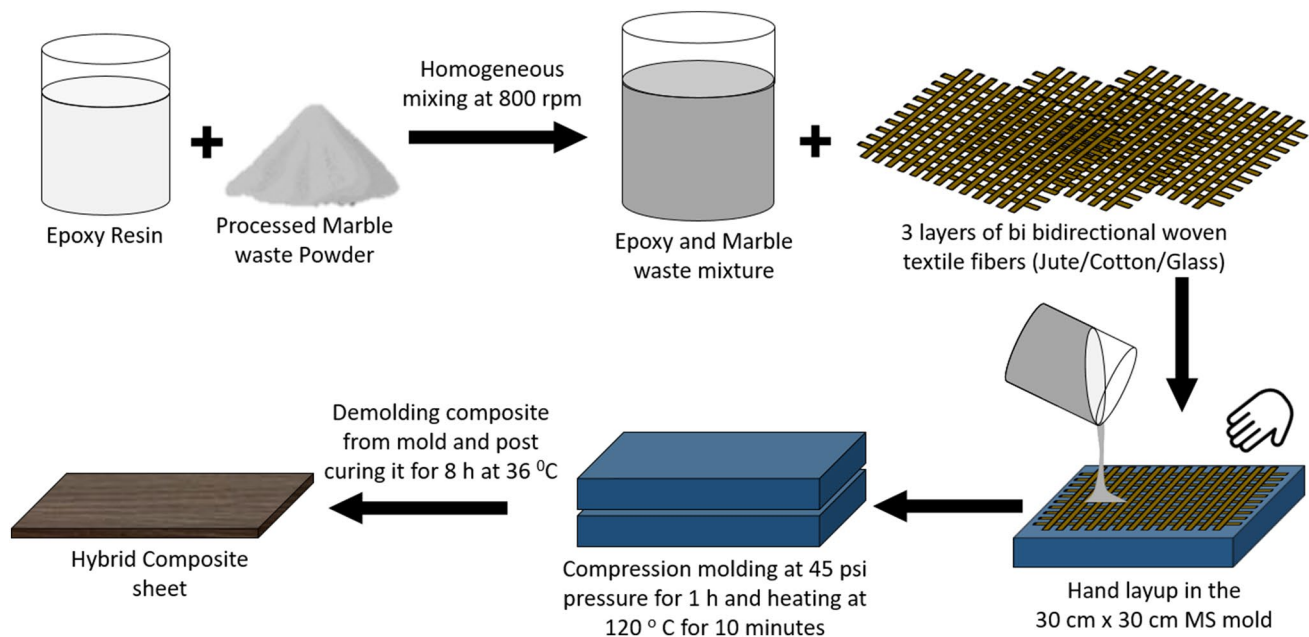 Epoxy Resin
+
Processed Marble
waste Powder
Homogeneous
mixing at 800 rpm
Epoxy and Marble
waste mixture
+
3 layers of bi bidirectional woven
textile fibers (Jute/Cotton/Glass)
Hand layup in the
30 cm x 30 cm MS mold
Compression molding at 45 psi
pressure for 1 h and heating at
120 ⁰ C for 10 minutes
Demolding composite
from mold and post
curing it for 8 h at 36 ⁰C
Hybrid Composite
sheet